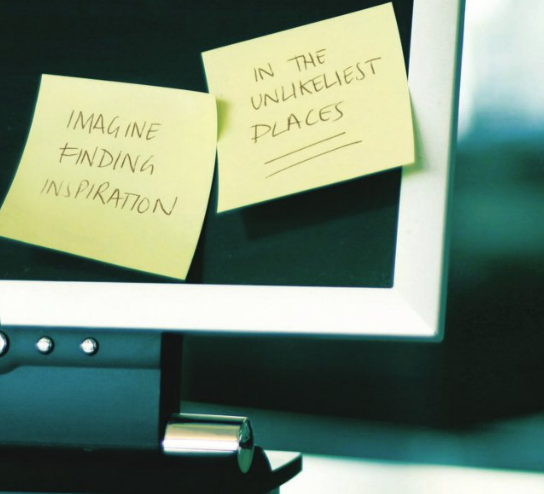 IMAGINE
FINDING
INSPIRATION
IN THE
UNLIKELIEST
PLACES